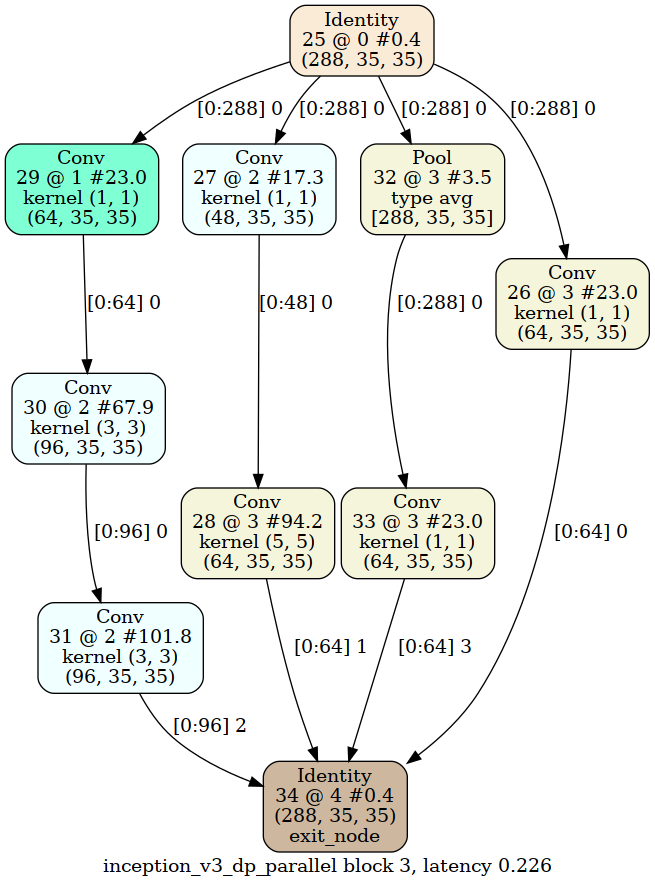 Identity
25 @ 0 #0.4
(288, 35, 35)
[0:288] 0
[0:288] 0
[0:288] 0
[0:288] 0
Conv
29 @ 1 #23.0
kernel (1, 1)
(64, 35, 35)
Conv
27 @ 2 #17.3
kernel (1, 1)
(48, 35, 35)
Pool
32 @ 3 #3.5
type avg
[288, 35, 35]
Conv
26 @ 3 #23.0
kernel (1, 1)
(64, 35, 35)
[0:64] 0
[0:48] 0
[0:288] 0
Conv
30 @ 2 #67.9
kernel (3, 3)
(96, 35, 35)
Conv
28 @ 3 #94.2
kernel (5, 5)
(64, 35, 35)
Conv
33 @ 3 #23.0
kernel (1, 1)
(64, 35, 35)
[0:96] 0
[0:64] 0
Conv
31 @ 2 #101.8
kernel (3, 3)
(96, 35, 35)
[0:64] 1
[0:64] 3
[0:96] 2
Identity
34 @ 4 #0.4
(288, 35, 35)
exit_node
inception_v3_dp_parallel block 3, latency 0.226